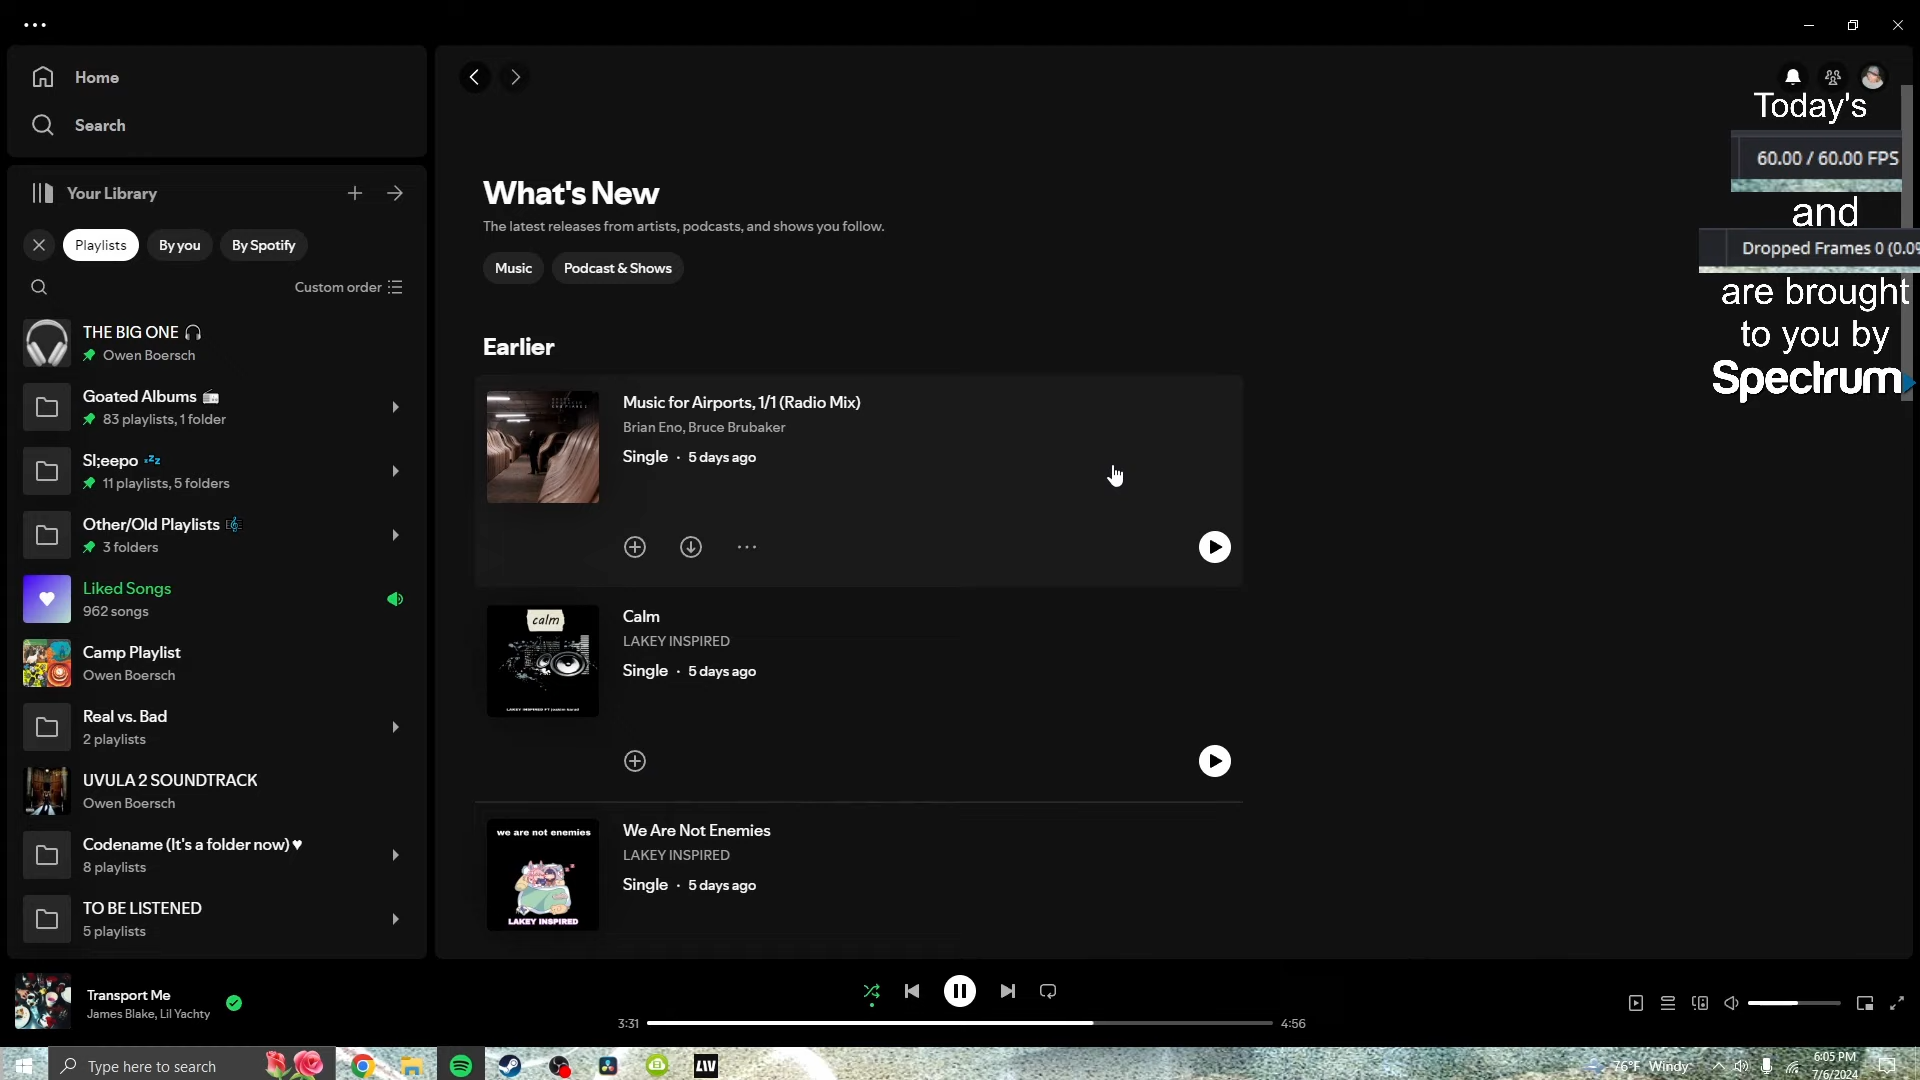 Home
Search
Your Library
Playlists
By you
By Spotify
Custom order
THE BIG ONE 🎧
Owen Boersch
Goated Albums 📻
83 playlists, 1 folder
Sl;eepo 💤
11 playlists, 5 folders
Other/Old Playlists 🎼
3 folders
Liked Songs
962 songs
Camp Playlist
Owen Boersch
Real vs. Bad
2 playlists
UVULA 2 SOUNDTRACK
Owen Boersch
Codename (It's a folder now) ♥
8 playlists
TO BE LISTENED
5 playlists
What's New
The latest releases from artists, podcasts, and shows you follow.
Music
Podcast & Shows
Earlier
Music for Airports, 1/1 (Radio Mix)
Brian Eno, Bruce Brubaker
Single · 5 days ago
calm
Calm
LAKEY INSPIRED
Single · 5 days ago
we are not enemies
LAKEY INSPIRED
We Are Not Enemies
LAKEY INSPIRED
Single · 5 days ago
Today's
60.00 / 60.00 FPS
and
Dropped Frames 0 (0.0%
are brought
to you by
Spectrum
Transport Me
James Blake, Lil Yachty
3:31
4:56
Type here to search
LIV
76°F Windy
6:05 PM
7/6/2024